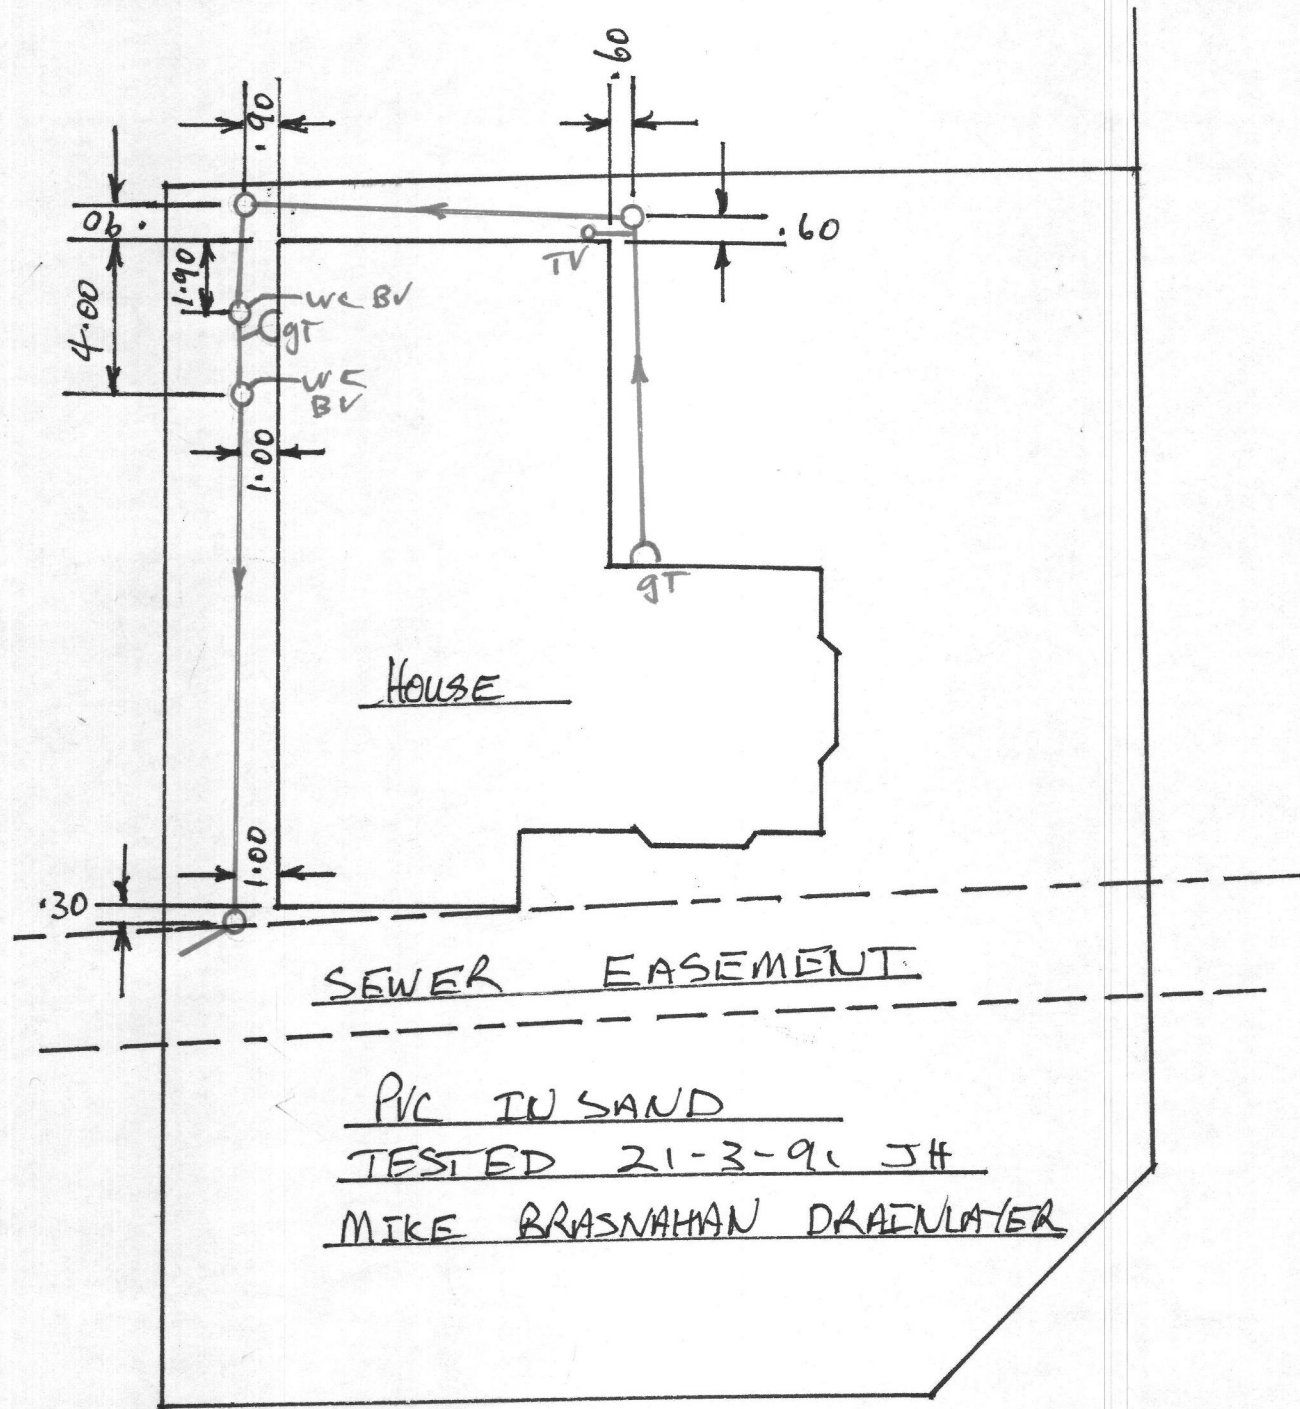 .60
.90
.90
.60
TV
1.90
4.00
WC BV
gT
WC
BV
1.00
gT
HOUSE
1.00
.30
SEWER EASEMENT
PVC IN SAND
TESTED 21-3-91 JH
MIKE BRASNAHAN DRAINLAYER